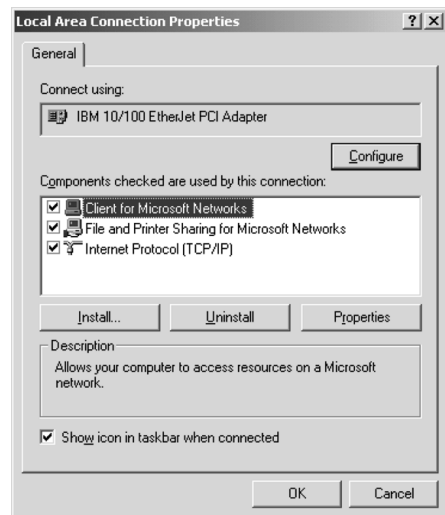 Local Area Connection Properties
General
Connect using:
IBM 10/100 EtherJet PCI Adapter
Configure
Components checked are used by this connection:
Client for Microsoft Networks
File and Printer Sharing for Microsoft Networks
Internet Protocol (TCP/IP)
Install... Uninstall Properties
Description
Allows your computer to access resources on a Microsoft
network.
Show icon in taskbar when connected
OK Cancel